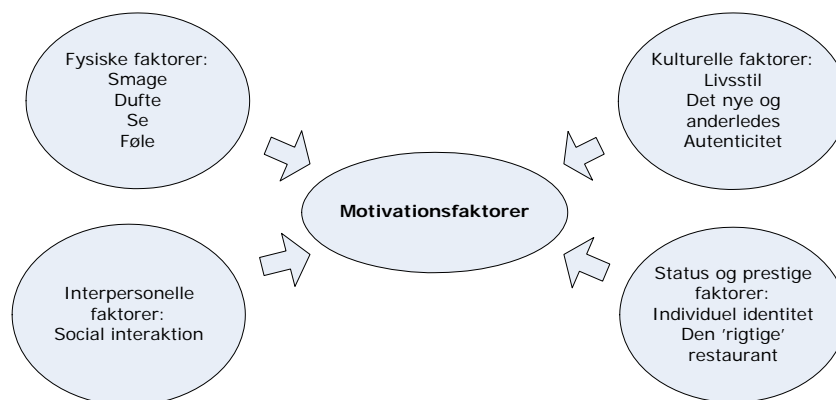 Fysiske faktorer:
Smage
Dufte
Se
Føle
Kulturelle faktorer:
Livsstil
Det nye og
anderledes
Autenticitet
Motivationsfaktorer
Interpersonelle
faktorer:
Social interaktion
Status og prestige
faktorer:
Individuel identitet
Den ’rigtige’
restaurant